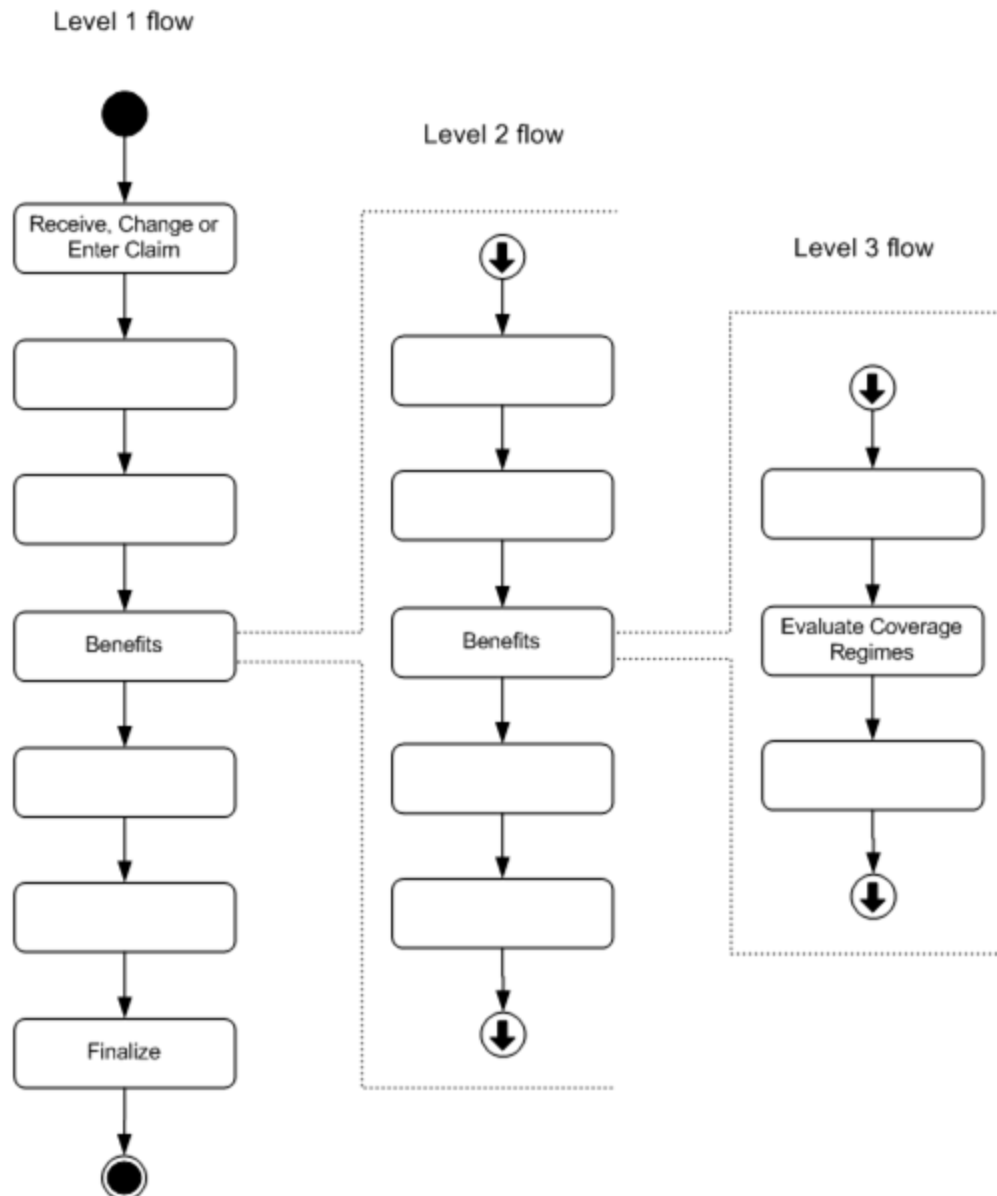 Level 1 flow
Receive, Change or
Enter Claim
Benefits
Finalize
Level 2 flow
Benefits
Level 3 flow
Evaluate Coverage
Regimes